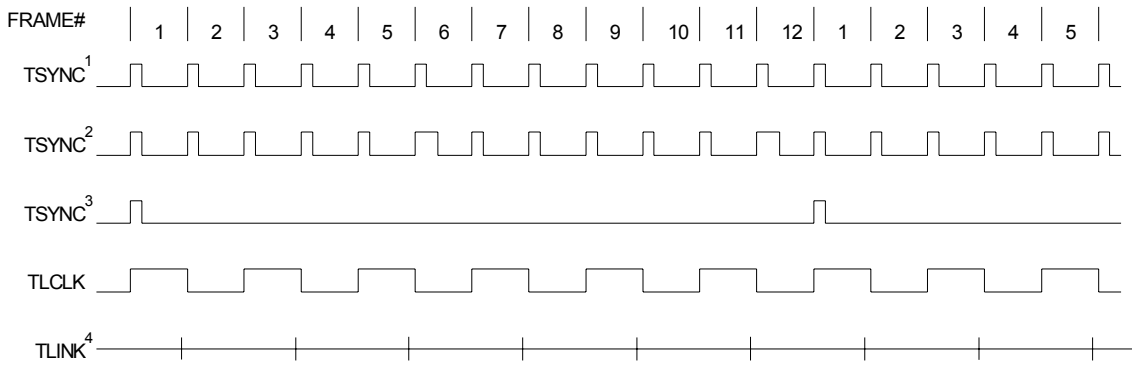 FRAME# 1 2 3 4 5 6 7 8 9 10 11 12 1 2 3 4 5
TSYNC1
TSYNC2
TSYNC3
TLCLK
TLINK4